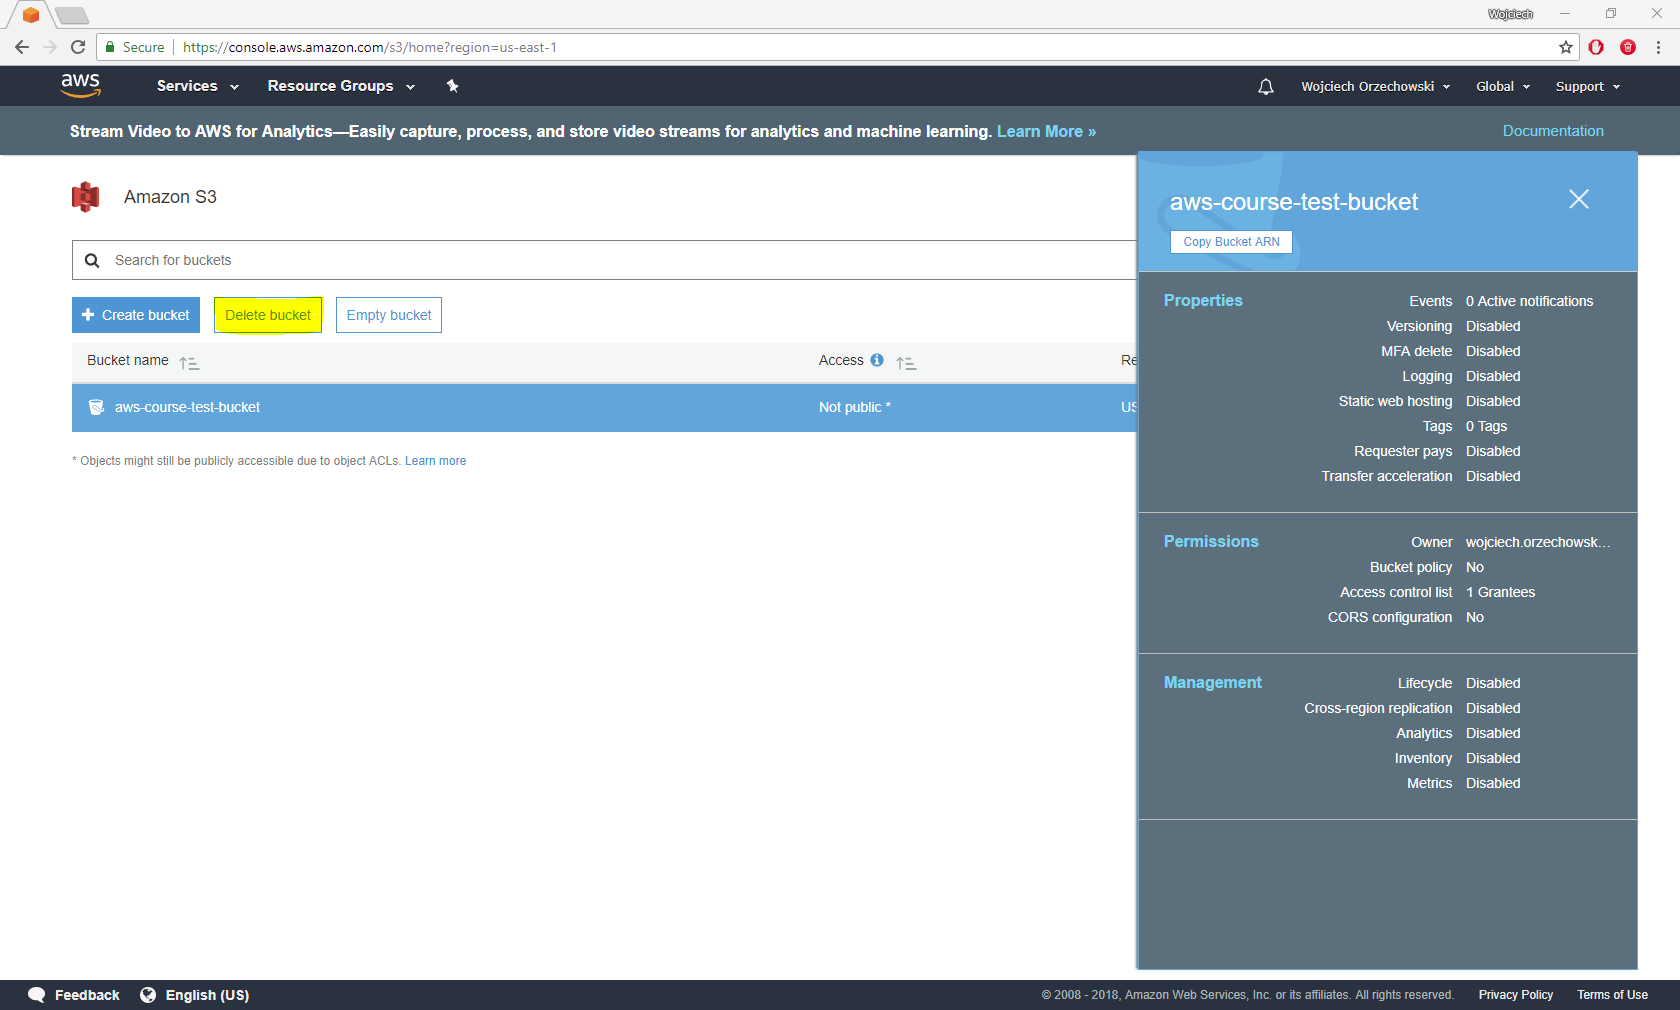 Wojciech
Secure https://console.aws.amazon.com/s3/home?region=us-east-1
aws Services Resource Groups Wojciech Orzechowski Global Support
Stream Video to AWS for Analytics—Easily capture, process, and store video streams for analytics and machine learning. Learn More » Documentation
Amazon S3
Search for buckets
Create bucket Delete bucket Empty bucket
Bucket name Access Re
aws-course-test-bucket Not public * US
* Objects might still be publicly accessible due to object ACLs. Learn more
aws-course-test-bucket
Copy Bucket ARN
Properties Events 0 Active notifications
Versioning Disabled
MFA delete Disabled
Logging Disabled
Static web hosting Disabled
Tags 0 Tags
Requester pays Disabled
Transfer acceleration Disabled
Permissions Owner wojciech.orzechowsk...
Bucket policy No
Access control list 1 Grantees
CORS configuration No
Management Lifecycle Disabled
Cross-region replication Disabled
Analytics Disabled
Inventory Disabled
Metrics Disabled
Feedback English (US) © 2008 - 2018, Amazon Web Services, Inc. or its affiliates. All rights reserved. Privacy Policy Terms of Use